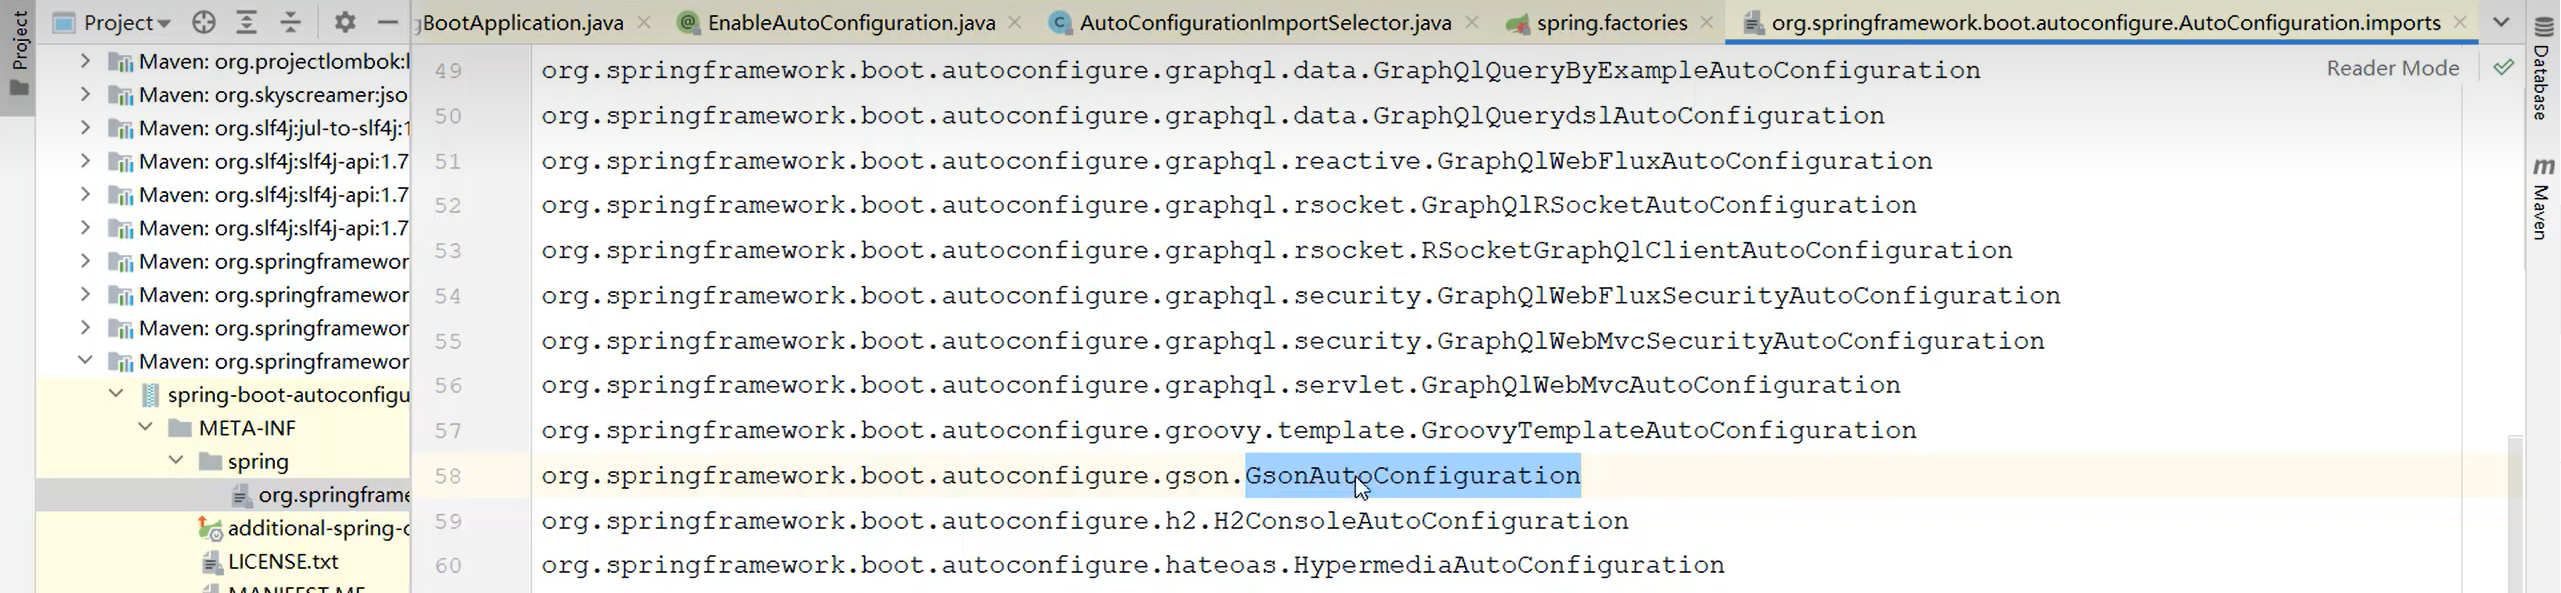 Project
Project
gBootApplication.java
EnableAutoConfiguration.java
AutoConfigurationImportSelector.java
spring.factories
org.springframework.boot.autoconfigure.AutoConfiguration.imports
Maven: org.projectlombok:l
Maven: org.skyscreamer:jso
Maven: org.slf4j:jul-to-slf4j:1
Maven: org.slf4j:slf4j-api:1.7
Maven: org.slf4j:slf4j-api:1.7
Maven: org.slf4j:slf4j-api:1.7
Maven: org.springframewor
Maven: org.springframewor
Maven: org.springframewor
Maven: org.springframewor
spring-boot-autoconfigu
META-INF
spring
org.springframe
additional-spring-c
LICENSE.txt
MANIFEST.MF
49 org.springframework.boot.autoconfigure.graphql.data.GraphQlQueryByExampleAutoConfiguration
50 org.springframework.boot.autoconfigure.graphql.data.GraphQlQuerydslAutoConfiguration
51 org.springframework.boot.autoconfigure.graphql.reactive.GraphQlWebFluxAutoConfiguration
52 org.springframework.boot.autoconfigure.graphql.rsocket.GraphQlRSocketAutoConfiguration
53 org.springframework.boot.autoconfigure.graphql.rsocket.RSocketGraphQlClientAutoConfiguration
54 org.springframework.boot.autoconfigure.graphql.security.GraphQlWebFluxSecurityAutoConfiguration
55 org.springframework.boot.autoconfigure.graphql.security.GraphQlWebMvcSecurityAutoConfiguration
56 org.springframework.boot.autoconfigure.graphql.servlet.GraphQlWebMvcAutoConfiguration
57 org.springframework.boot.autoconfigure.groovy.template.GroovyTemplateAutoConfiguration
58 org.springframework.boot.autoconfigure.gson.GsonAutoConfiguration
59 org.springframework.boot.autoconfigure.h2.H2ConsoleAutoConfiguration
60 org.springframework.boot.autoconfigure.hateoas.HypermediaAutoConfiguration
Reader Mode
Database
m Maven